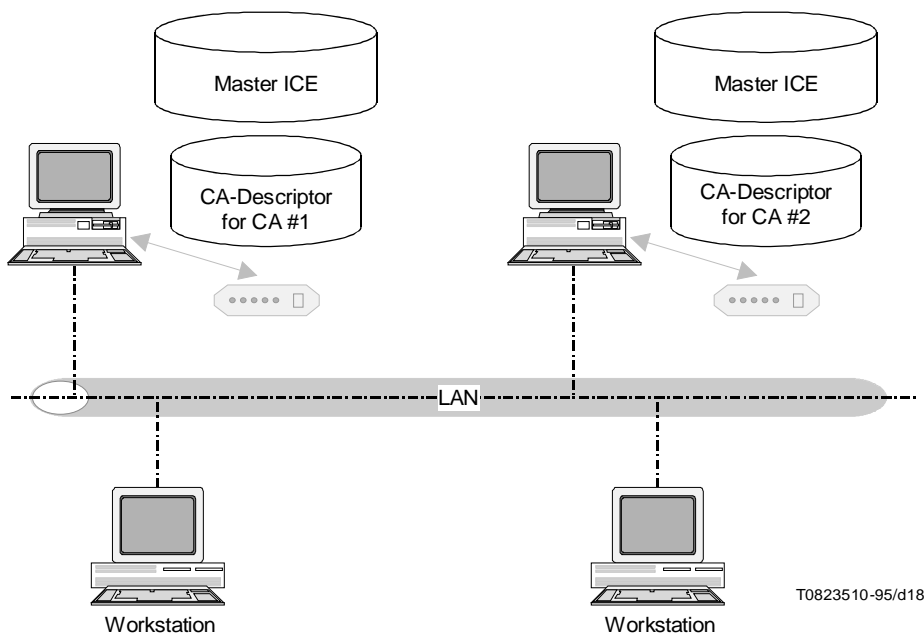 Master ICE
Master ICE
CA-Descriptor
for CA #1
CA-Descriptor
for CA #2
LAN
T0823510-95/d18
Workstation
Workstation